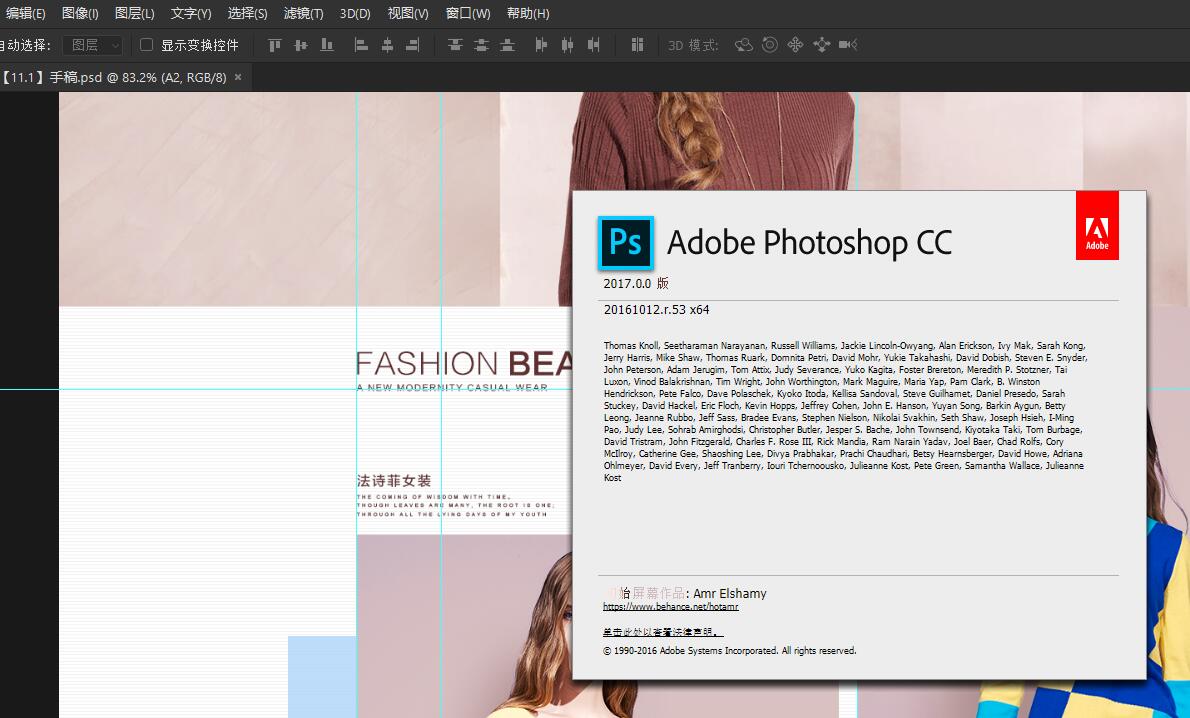 编辑(E) 图像(I) 图层(L) 文字(Y) 选择(S) 滤镜(T) 3D(D) 视图(V) 窗口(W) 帮助(H)
自动选择: 图层 显示变换控件 3D 模式:
【11.1】手稿.psd @ 83.2% (A2, RGB/8) ×
FASHION BEA
A NEW MODERNITY CASUAL WEAR
法诗菲女装
THE COMING OF WISDOM WITH TIME,
THOUGH LEAVES ARE MANY, THE ROOT IS ONE;
THROUGH ALL THE LYING DAYS OF MY YOUTH
Ps Adobe Photoshop CC
Adobe
2017.0.0 版
20161012.r.53 x64
Thomas Knoll, Seetharaman Narayanan, Russell Williams, Jackie Lincoln-Owyang, Alan Erickson, Ivy Mak, Sarah Kong,
Jerry Harris, Mike Shaw, Thomas Ruark, Domnita Petri, David Mohr, Yukie Takahashi, David Dobish, Steven E. Snyder,
John Peterson, Adam Jerugim, Tom Attix, Judy Severance, Yuko Kagita, Foster Brereton, Meredith P. Stotzner, Tai
Luxon, Vinod Balakrishnan, Tim Wright, John Worthington, Mark Maguire, Maria Yap, Pam Clark, B. Winston
Hendrickson, Pete Falco, Dave Polaschek, Kyoko Itoda, Kellisa Sandoval, Steve Guilhamet, Daniel Presedo, Sarah
Stuckey, David Hackel, Eric Floch, Kevin Hopps, Jeffrey Cohen, John E. Hanson, Yuyan Song, Barkin Aygun, Betty
Leong, Jeanne Rubbo, Jeff Sass, Bradee Evans, Stephen Nielson, Nikolai Svakhin, Seth Shaw, Joseph Hsieh, I-Ming
Pao, Judy Lee, Sohrab Amirghodsi, Christopher Butler, Jesper S. Bache, John Townsend, Kiyotaka Taki, Tom Burbage,
David Tristram, John Fitzgerald, Charles F. Rose III, Rick Mandia, Ram Narain Yadav, Joel Baer, Chad Rolfs, Cory
McIlroy, Catherine Gee, Shaoshing Lee, Divya Prabhakar, Prachi Chaudhari, Betsy Hearnsberger, David Howe, Adriana
Ohlmeyer, David Every, Jeff Tranberry, Iouri Tchernoousko, Julieanne Kost, Pete Green, Samantha Wallace, Julieanne
Kost
初始屏幕作品: Amr Elshamy
https://www.behance.net/hotamr
单击此处以查看法律声明。
© 1990-2016 Adobe Systems Incorporated. All rights reserved.